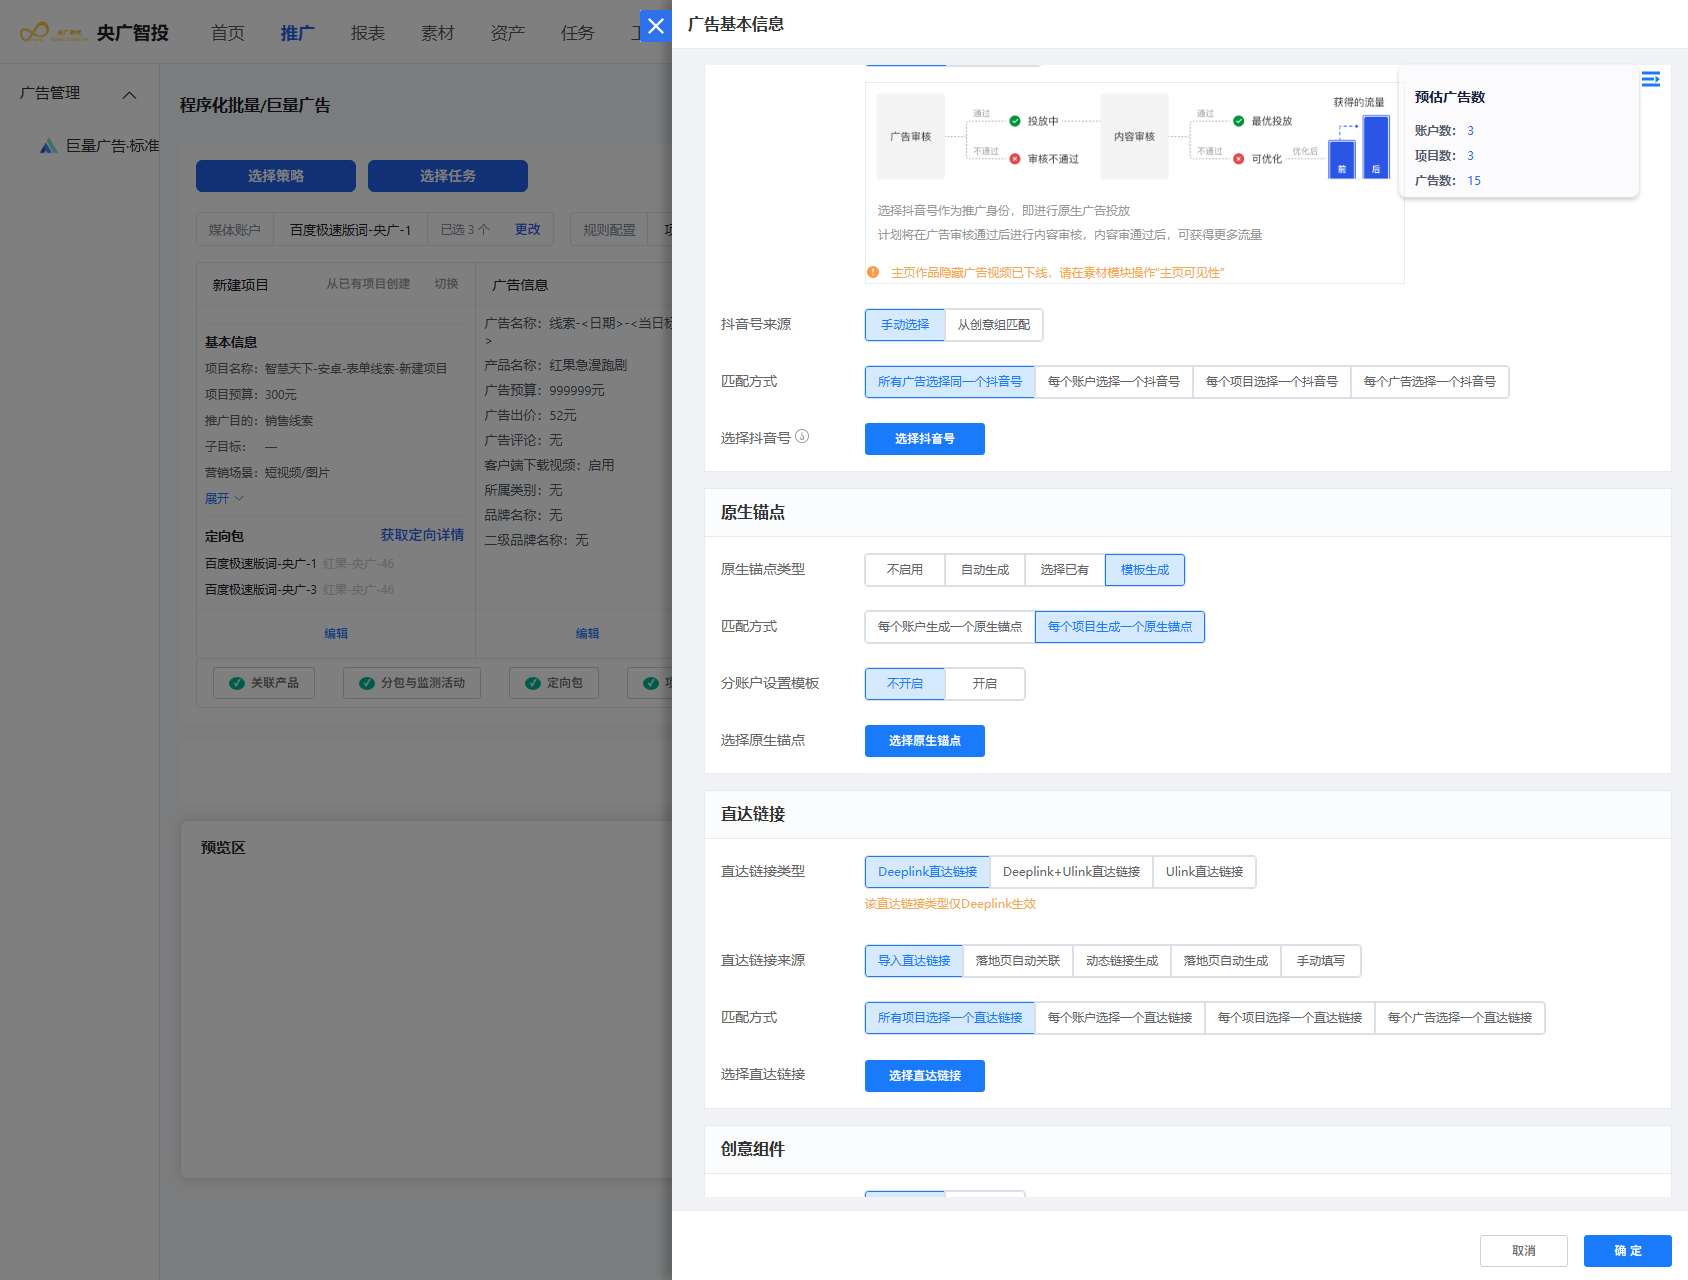 央广智投
首页
推广
报表
素材
资产
任务
广告管理
巨量广告·标准
程序化批量/巨量广告
选择策略
选择任务
媒体账户
百度极速版词-央广-1
已选 3 个
更改
规则配置
新建项目
从已有项目创建
切换
广告信息
基本信息
项目名称：智慧天下-安卓-表单线索-新建项目
项目预算：300元
推广目的：销售线索
子目标：—
营销场景：短视频/图片
展开
定向包
获取定向详情
百度极速版词-央广-1 红果-央广-46
百度极速版词-央广-3 红果-央广-46
编辑
广告名称：线索-<日期>-<当日标
>
产品名称：红果急漫跑剧
广告预算：999999元
广告出价：52元
广告评论：无
客户端下载视频：启用
所属类别：无
品牌名称：无
二级品牌名称：无
编辑
关联产品
分包与监测活动
定向包
预览区
广告基本信息
广告审核
通过
投放中
不通过
审核不通过
内容审核
通过
最优投放
不通过
可优化
优化后
获得的流量
前
后
选择抖音号作为推广身份，即进行原生广告投放
计划将在广告审核通过后进行内容审核，内容审通过后，可获得更多流量
主页作品隐藏广告视频已下线，请在素材模块操作“主页可见性”
预估广告数
账户数： 3
项目数： 3
广告数： 15
抖音号来源
手动选择
从创意组匹配
匹配方式
所有广告选择同一个抖音号
每个账户选择一个抖音号
每个项目选择一个抖音号
每个广告选择一个抖音号
选择抖音号
选择抖音号
原生锚点
原生锚点类型
不启用
自动生成
选择已有
模板生成
匹配方式
每个账户生成一个原生锚点
每个项目生成一个原生锚点
分账户设置模板
不开启
开启
选择原生锚点
选择原生锚点
直达链接
直达链接类型
Deeplink直达链接
Deeplink+Ulink直达链接
Ulink直达链接
该直达链接类型仅Deeplink生效
直达链接来源
导入直达链接
落地页自动关联
动态链接生成
落地页自动生成
手动填写
匹配方式
所有项目选择一个直达链接
每个账户选择一个直达链接
每个项目选择一个直达链接
每个广告选择一个直达链接
选择直达链接
选择直达链接
创意组件
取消
确 定